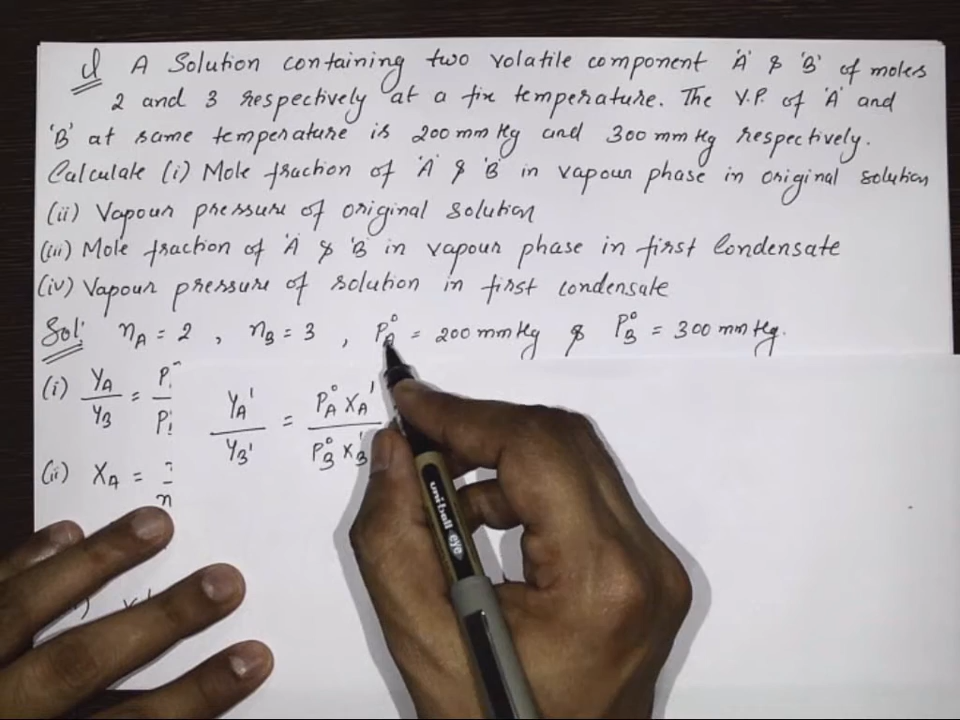 Q A Solution containing two volatile component 'A' & 'B' of moles
2 and 3 respectively at a fix temperature. The V.P. of 'A' and
'B' at same temperature is 200 mm Hg and 300 mm Hg respectively.
Calculate (i) Mole fraction of 'A' & 'B' in vapour phase in original solution
(ii) Vapour pressure of original solution
(iii) Mole fraction of 'A' & 'B' in vapour phase in first Condensate
(iv) Vapour pressure of solution in first condensate
Sol: nA = 2 , nB = 3 , P°A = 200 mm Hg & P°B = 300 mm Hg.
(i) YA/YB =
YA'/YB' = P°A XA'/P°B XB'
(ii) XA =
uni-ball eye